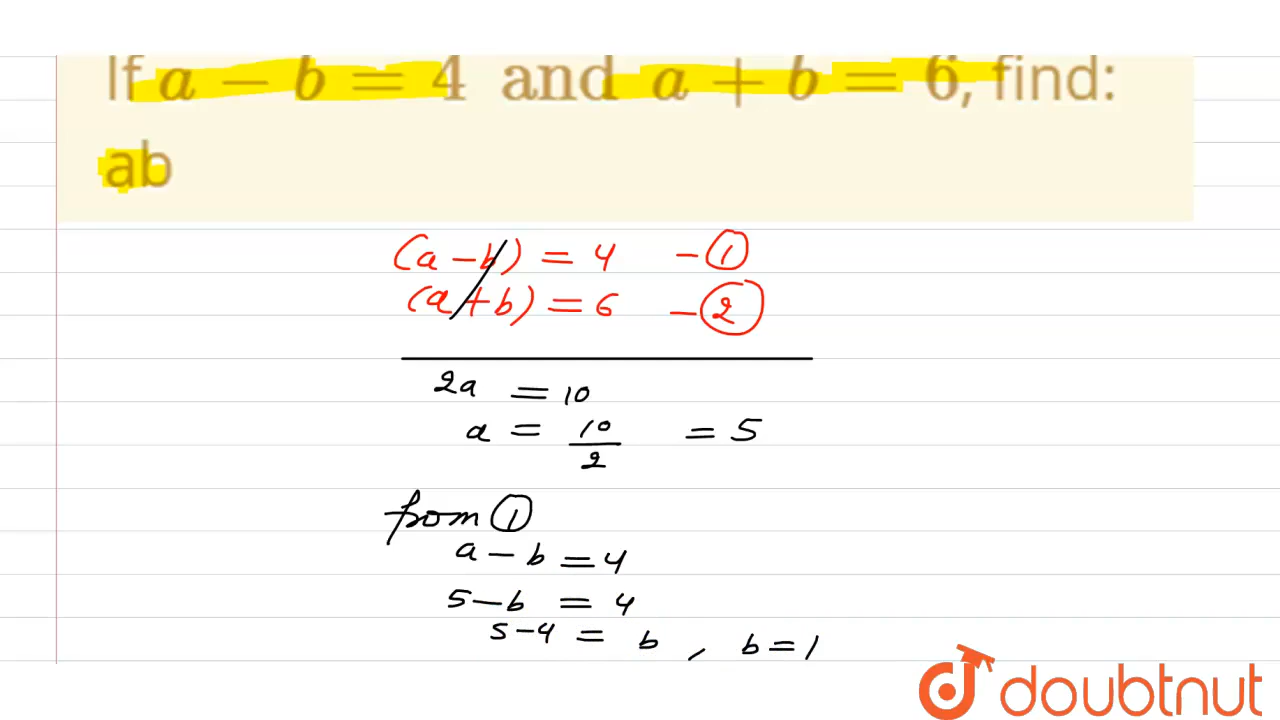 If a − b = 4 and a + b = 6, find:
ab
(a − b) = 4 − ①
(a + b) = 6 − ②
2a = 10
a = 10/2 = 5
from ①
a − b = 4
5 − b = 4
5 − 4 = b , b = 1
doubtnut